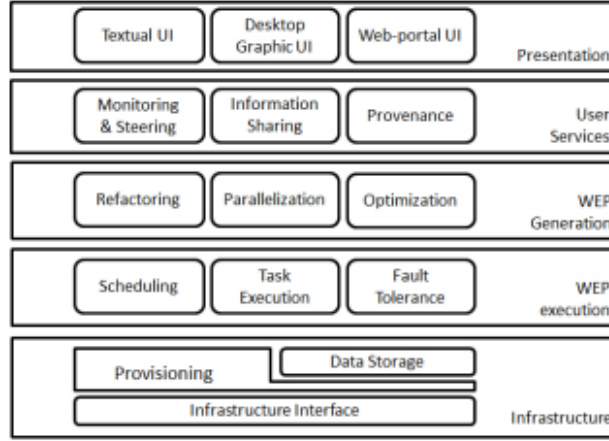 Textual UI
Desktop
Graphic UI
Web-portal UI
Presentation
Monitoring
& Steering
Information
Sharing
Provenance
User
Services
Refactoring
Parallelization
Optimization
WEP
Generation
Scheduling
Task
Execution
Fault
Tolerance
WEP
execution
Provisioning
Data Storage
Infrastructure Interface
Infrastructure